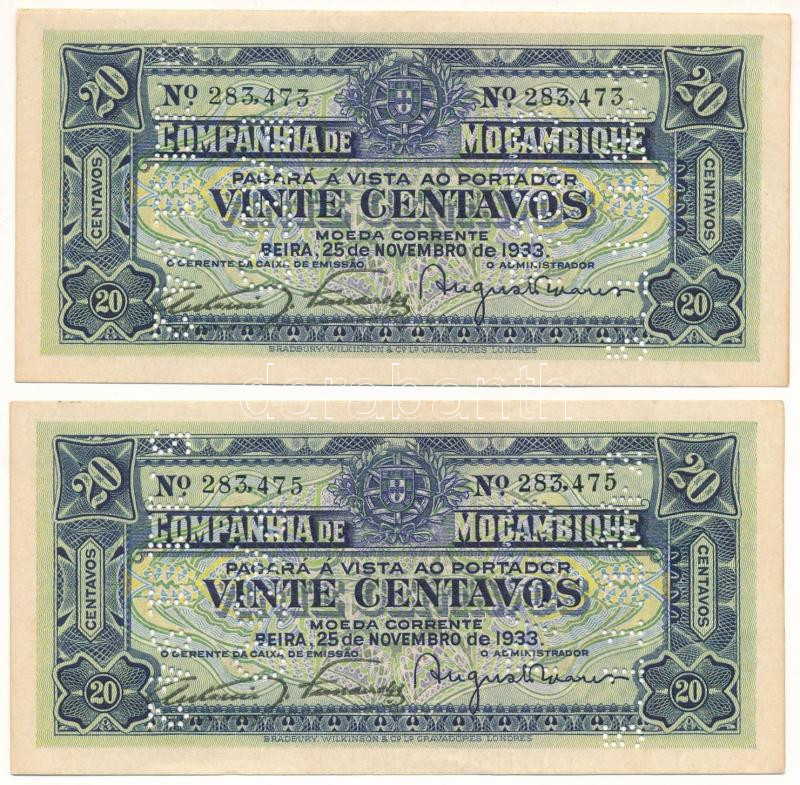 20 20
Nº 283,473 Nº 283,473
COMPANHIA DE MOÇAMBIQUE
PAGARÁ Á VISTA AO PORTADOR
CENTAVOS VINTE CENTAVOS CENTAVOS
MOEDA CORRENTE
BEIRA, 25 de NOVEMBRO de 1933.
O GERENTE DA CAIXA DE EMISSÃO O ADMINISTRADOR
20 20
BRADBURY, WILKINSON & Cº Lº GRAVADORES LONDRES
darabanth
20 20
Nº 283,475 Nº 283,475
COMPANHIA DE MOÇAMBIQUE
PAGARÁ Á VISTA AO PORTADOR
CENTAVOS VINTE CENTAVOS CENTAVOS
MOEDA CORRENTE
BEIRA, 25 de NOVEMBRO de 1933.
O GERENTE DA CAIXA DE EMISSÃO O ADMINISTRADOR
20 20
BRADBURY, WILKINSON & Cº Lº GRAVADORES LONDRES